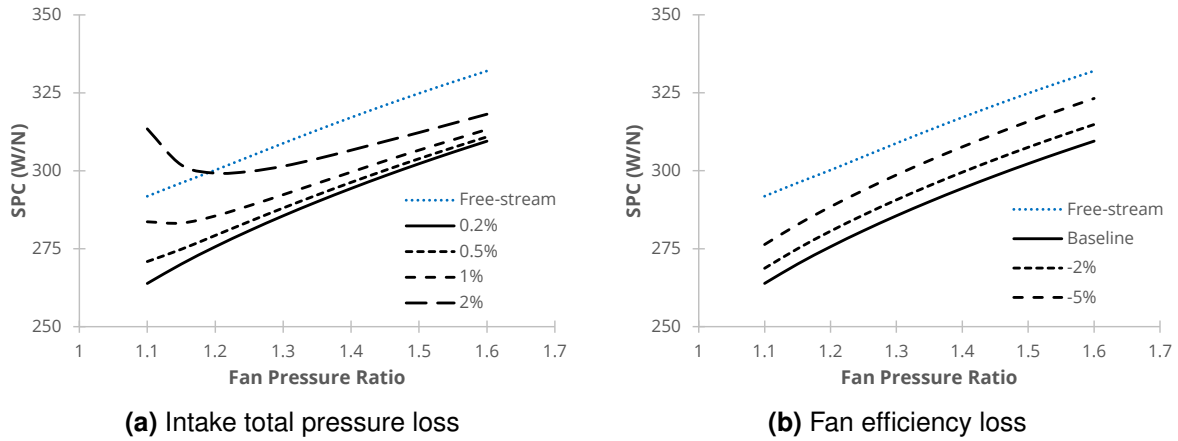 350
325
300
275
250
SPC (W/N)
Free-stream
0.2%
0.5%
1%
2%
1 1.1 1.2 1.3 1.4 1.5 1.6 1.7
Fan Pressure Ratio
(a) Intake total pressure loss
350
325
300
275
250
SPC (W/N)
Free-stream
Baseline
-2%
-5%
1 1.1 1.2 1.3 1.4 1.5 1.6 1.7
Fan Pressure Ratio
(b) Fan efficiency loss